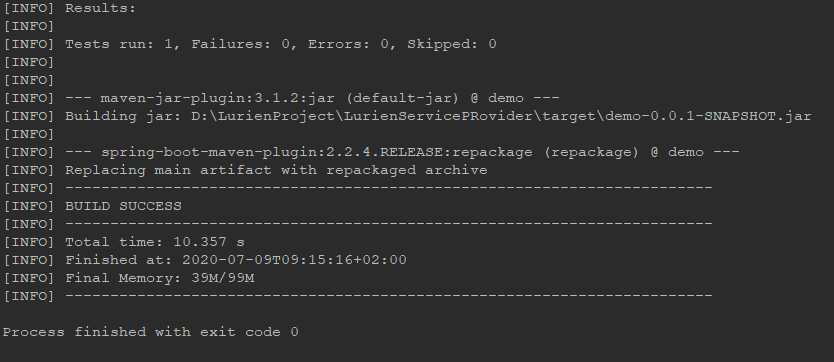 [INFO] Results:
[INFO]
[INFO] Tests run: 1, Failures: 0, Errors: 0, Skipped: 0
[INFO]
[INFO]
[INFO] --- maven-jar-plugin:3.1.2:jar (default-jar) @ demo ---
[INFO] Building jar: D:\LurienProject\LurienServicePRovider\target\demo-0.0.1-SNAPSHOT.jar
[INFO]
[INFO] --- spring-boot-maven-plugin:2.2.4.RELEASE:repackage (repackage) @ demo ---
[INFO] Replacing main artifact with repackaged archive
[INFO] ------------------------------------------------------------------------
[INFO] BUILD SUCCESS
[INFO] ------------------------------------------------------------------------
[INFO] Total time: 10.357 s
[INFO] Finished at: 2020-07-09T09:15:16+02:00
[INFO] Final Memory: 39M/99M
[INFO] ------------------------------------------------------------------------
Process finished with exit code 0